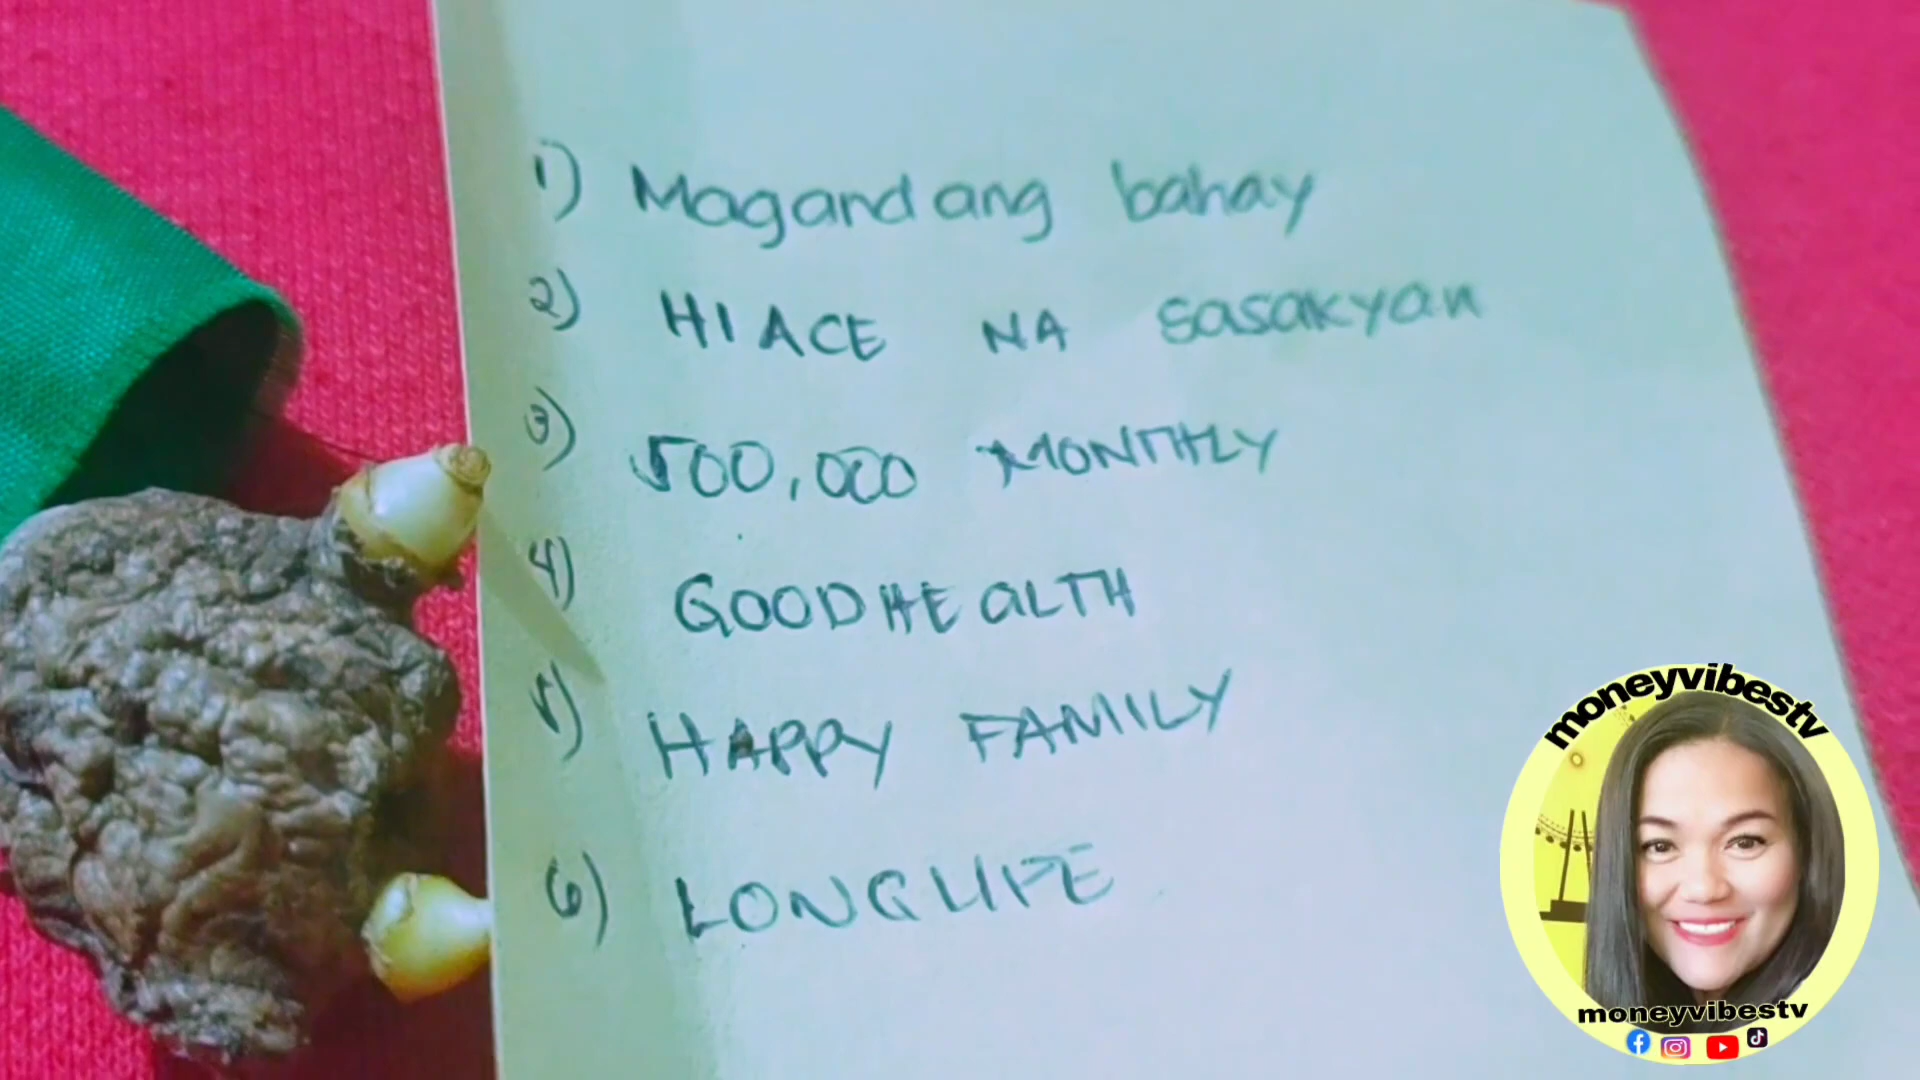 1) Magandang bahay
2) HIACE NA sasakyan
3) 500,000 MONTHLY
4) GOODHEaLTH
5) HAPPY FAMILY
6) LONGLIFE
moneyvibestv
moneyvibestv